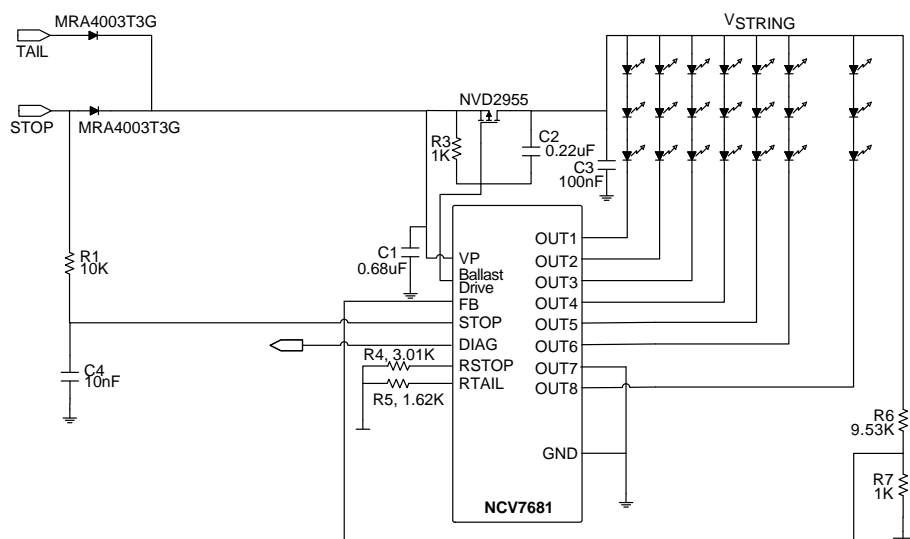 MRA4003T3G
TAIL
VSTRING
STOP
MRA4003T3G
NVD2955
R3
1K
C2
0.22uF
C3
100nF
R1
10K
C1
0.68uF
VP
Ballast
Drive
FB
STOP
DIAG
RSTOP
RTAIL
OUT1
OUT2
OUT3
OUT4
OUT5
OUT6
OUT7
OUT8
GND
R4, 3.01K
R5, 1.62K
C4
10nF
R6
9.53K
R7
1K
NCV7681